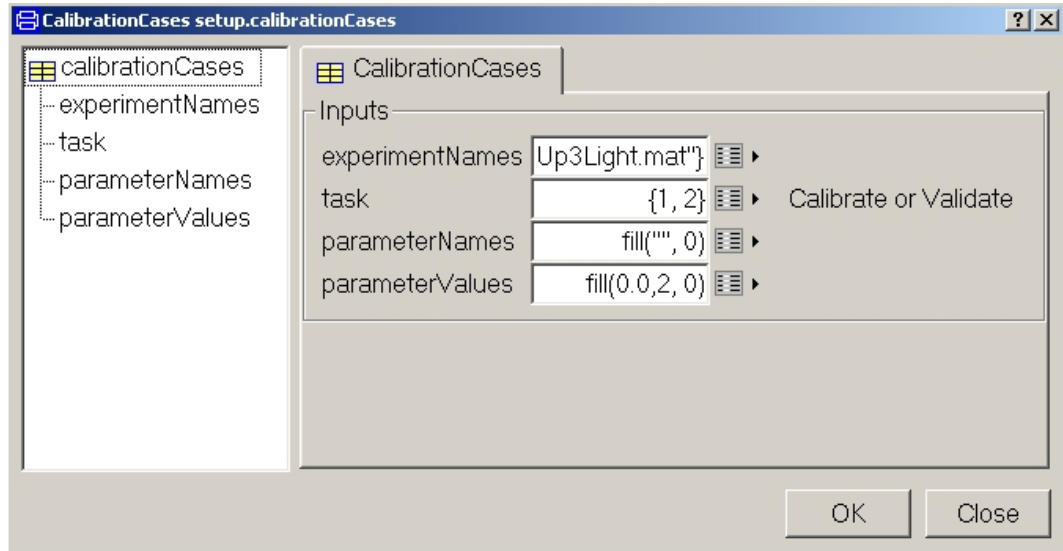 CalibrationCases setup.calibrationCases
calibrationCases
experimentNames
task
parameterNames
parameterValues
CalibrationCases
Inputs
experimentNames Up3Light.mat"}
task {1, 2} Calibrate or Validate
parameterNames fill("", 0)
parameterValues fill(0.0,2, 0)
OK Close